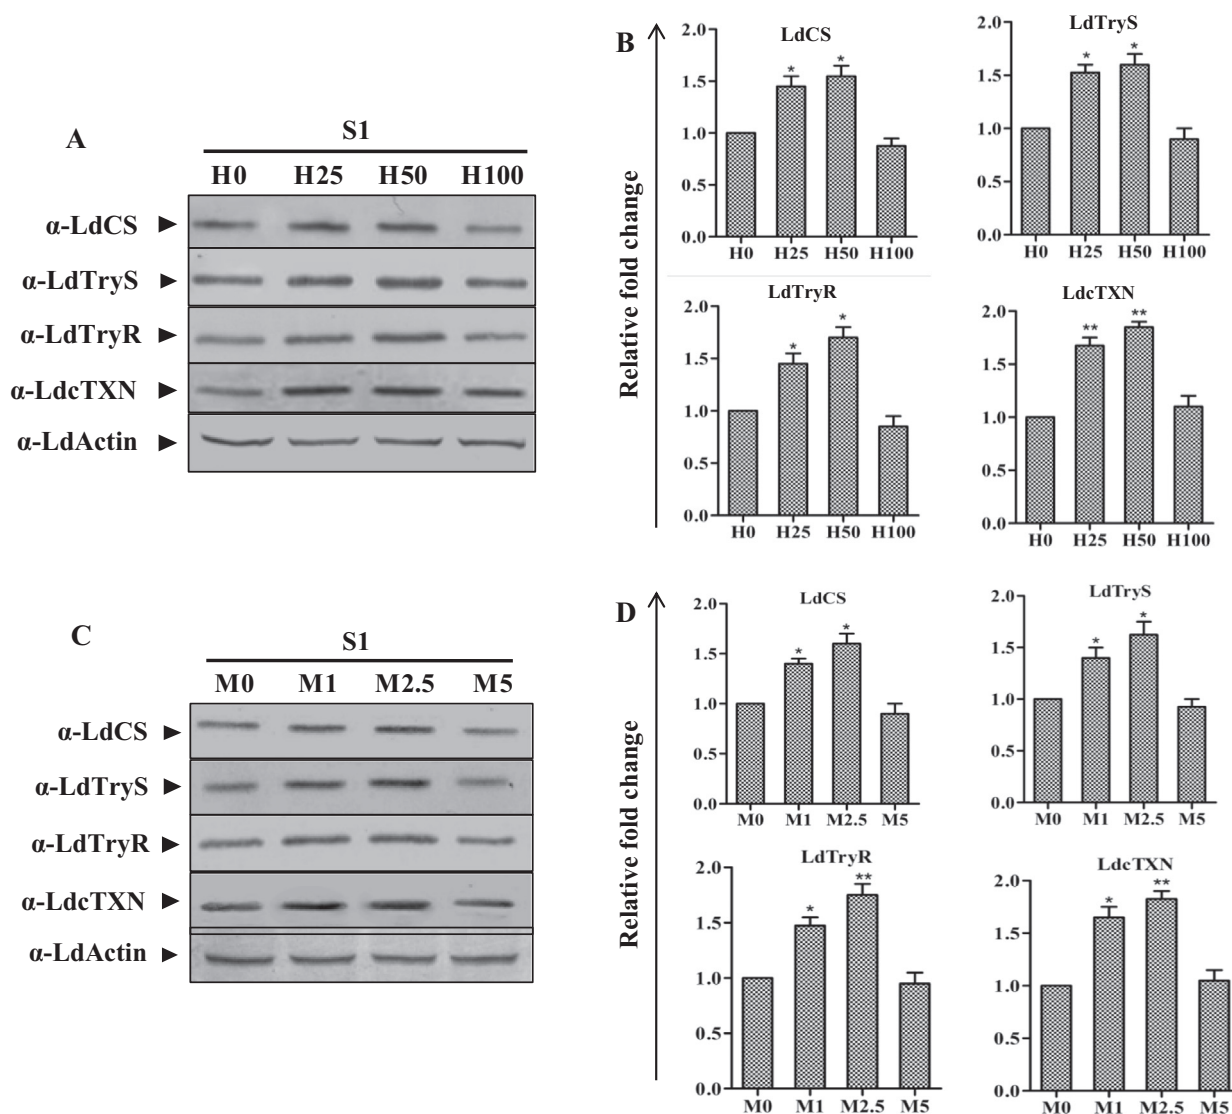 A
S1
H0 H25 H50 H100
α-LdCS
α-LdTryS
α-LdTryR
α-LdcTXN
α-LdActin
B
Relative fold change
LdCS
2.0
1.5
1.0
0.5
0.0
H0 H25 H50 H100
* *
LdTryS
2.0
1.5
1.0
0.5
0.0
H0 H25 H50 H100
* *
LdTryR
2.0
1.5
1.0
0.5
0.0
H0 H25 H50 H100
* *
LdcTXN
2.0
1.5
1.0
0.5
0.0
H0 H25 H50 H100
** **
C
S1
M0 M1 M2.5 M5
α-LdCS
α-LdTryS
α-LdTryR
α-LdcTXN
α-LdActin
D
Relative fold change
LdCS
2.0
1.5
1.0
0.5
0.0
M0 M1 M2.5 M5
* *
LdTryS
2.0
1.5
1.0
0.5
0.0
M0 M1 M2.5 M5
* *
LdTryR
2.0
1.5
1.0
0.5
0.0
M0 M1 M2.5 M5
* **
LdcTXN
2.0
1.5
1.0
0.5
0.0
M0 M1 M2.5 M5
* **